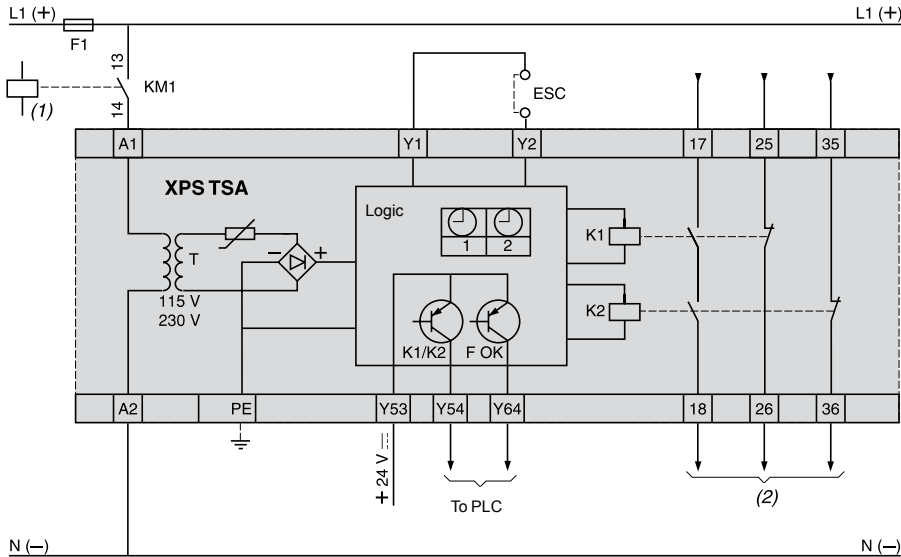 L1 (+)
L1 (+)
F1
13
KM1
14
(1)
ESC
A1
Y1
Y2
17
25
35
XPS TSA
Logic
1
2
K1
T
– +
115 V
230 V
K2
K1/K2
F OK
A2
PE
Y53
Y54
Y64
18
26
36
+ 24 V
To PLC
(2)
N (–)
N (–)